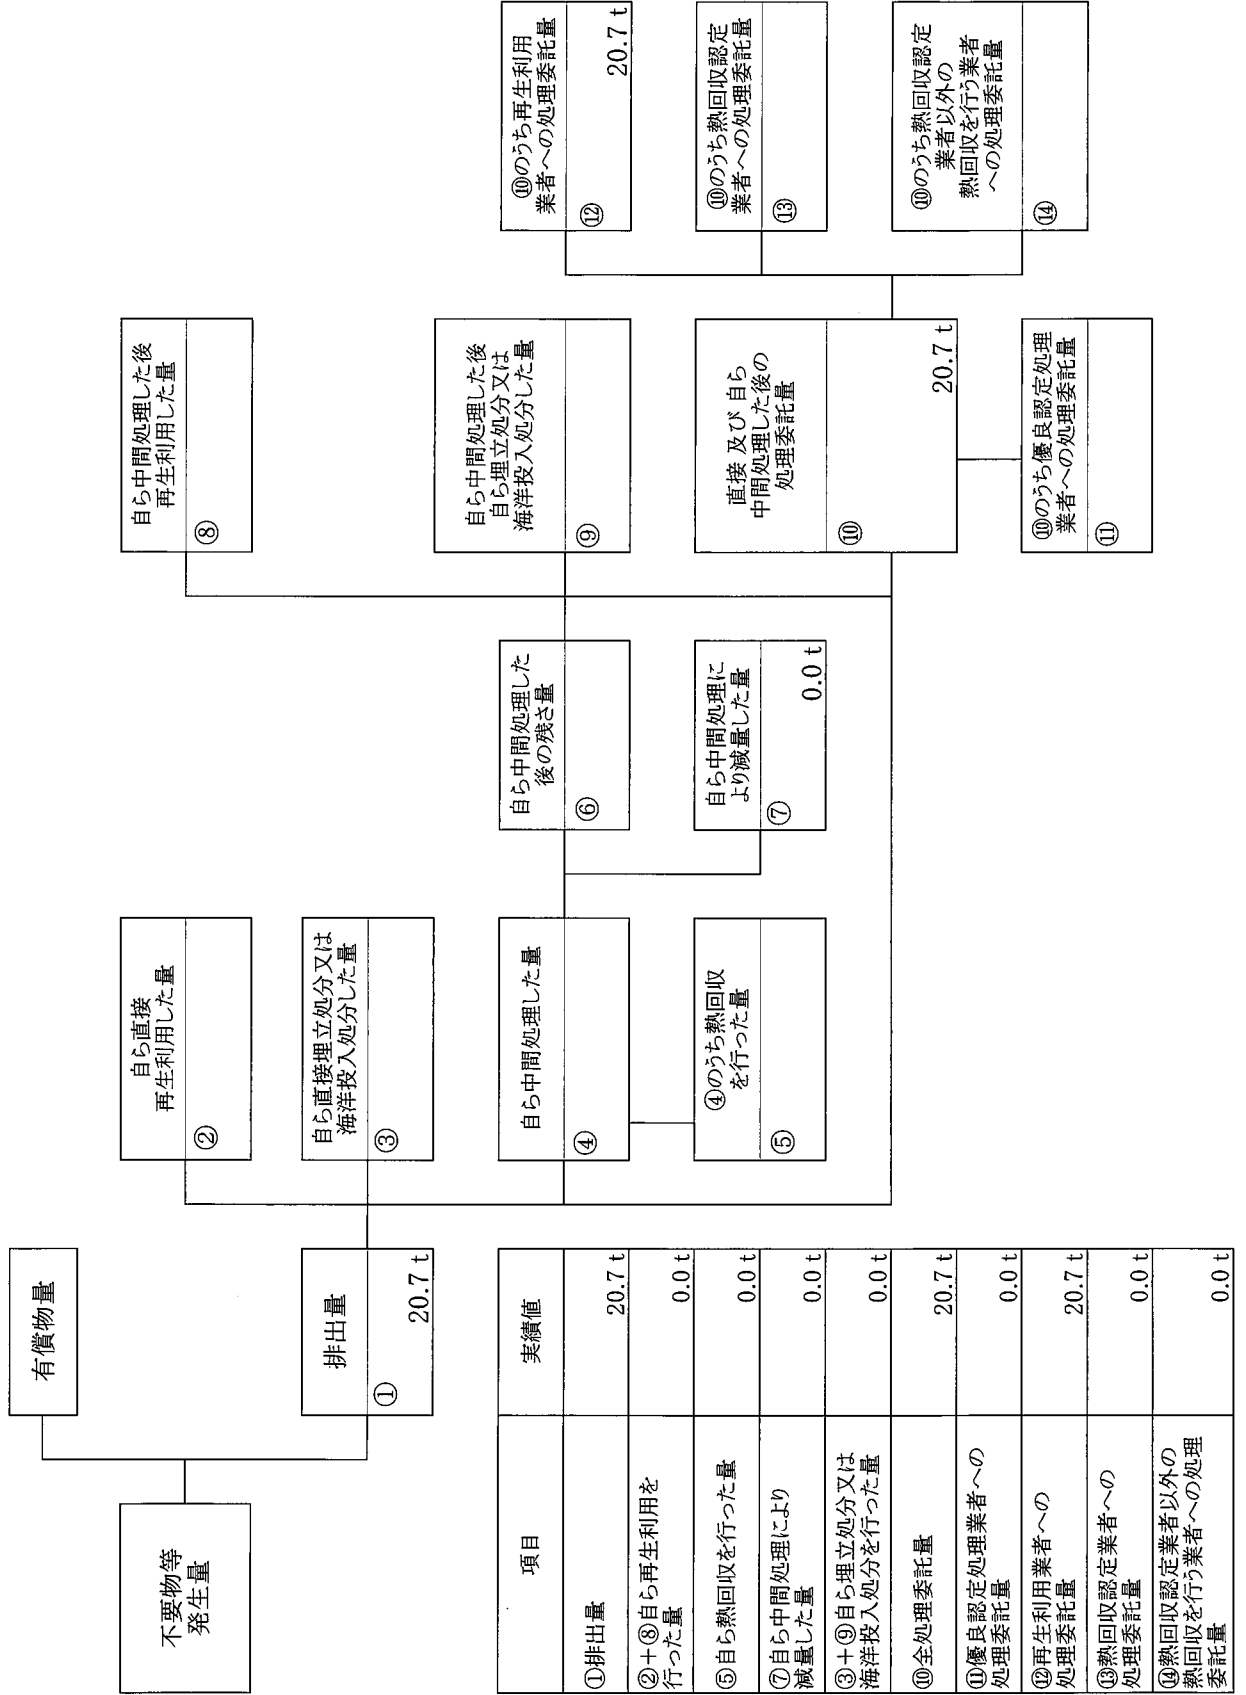 不要物等
発生量
有償物量
排出量
①
20.7 t
自ら直接
再生利用した量
②
自ら直接埋立処分又は
海洋投入処分した量
③
自ら中間処理した量
④
④のうち熱回収
を行った量
⑤
自ら中間処理した
後の残さ量
⑥
自ら中間処理に
より減量した量
⑦
0.0 t
自ら中間処理した後
再生利用した量
⑧
自ら中間処理した後
自ら埋立処分又は
海洋投入処分した量
⑨
直接 及び 自ら
中間処理した後の
処理委託量
⑩
20.7 t
⑩のうち優良認定処理
業者への処理委託量
⑪
⑩のうち再生利用
業者への処理委託量
⑫
20.7 t
⑩のうち熱回収認定
業者への処理委託量
⑬
⑩のうち熱回収認定
業者以外の
熱回収を行う業者
への処理委託量
⑭
項目 実績値
①排出量 20.7 t
②+⑧自ら再生利用を
行った量 0.0 t
⑤自ら熱回収を行った量 0.0 t
⑦自ら中間処理により
減量した量 0.0 t
③+⑨自ら埋立処分又は
海洋投入処分を行った量 0.0 t
⑩全処理委託量 20.7 t
⑪優良認定処理業者への
処理委託量 0.0 t
⑫再生利用業者への
処理委託量 20.7 t
⑬熱回収認定業者への
処理委託量 0.0 t
⑭熱回収認定業者以外の
熱回収を行う業者への処理
委託量 0.0 t